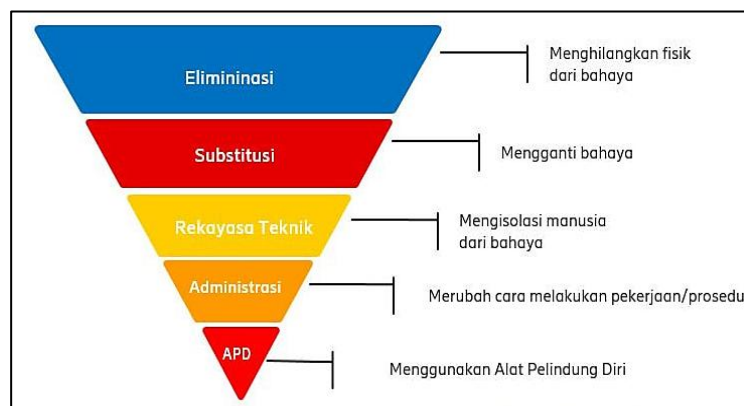 Elimininasi
Menghilangkan fisik
dari bahaya
Substitusi
Mengganti bahaya
Rekayasa Teknik
Mengisolasi manusia
dari bahaya
Administrasi
Merubah cara melakukan pekerjaan/prosedu
APD
Menggunakan Alat Pelindung Diri